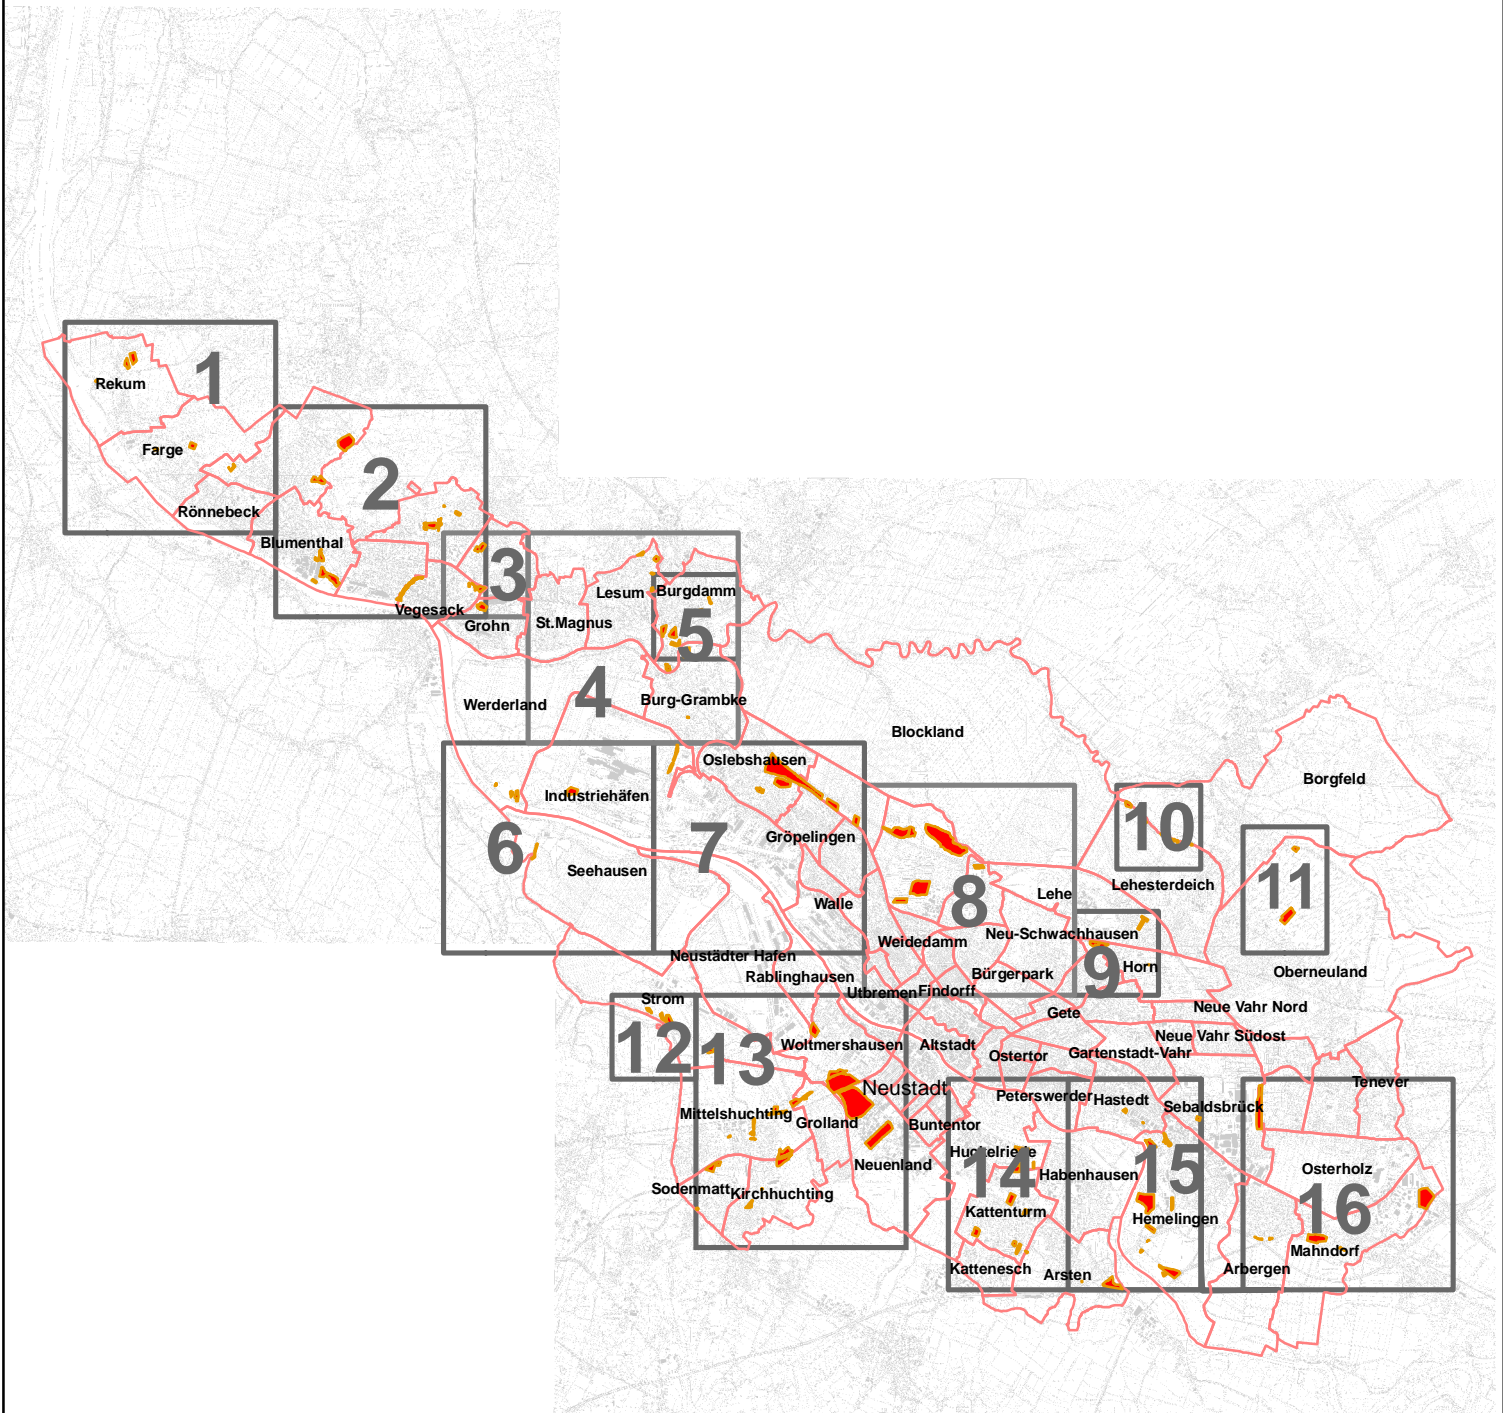 1
Rekum
Farge
2
Rönnebeck
Blumenthal
3
Lesum
Burgdamm
Vegesack
Grohn
St.Magnus
5
4
Werderland
Burg-Grambke
Blockland
Oslebshausen
Borgfeld
Industriehäfen
6
7
Gröpelingen
10
Seehausen
11
Lehesterdeich
Lehe
8
Walle
Weidedamm
Neu-Schwachhausen
Neustädter Hafen
Rablinghausen
Bürgerpark
9
Horn
Oberneuland
Utbremen
Findorff
Strom
Gete
Neue Vahr Nord
12
13
Woltmershausen
Altstadt
Ostertor
Gartenstadt-Vahr
Neue Vahr Südost
Neustadt
Peterswerder
Hastedt
Sebaldsbrück
Tenever
Mittelshuchting
Grolland
Buntentor
Huckelriede
14
Habenhausen
15
Neuenland
Osterholz
Sodenmatt
Kirchhuchting
Kattenturm
Hemelingen
16
Mahndorf
Kattenesch
Arsten
Arbergen